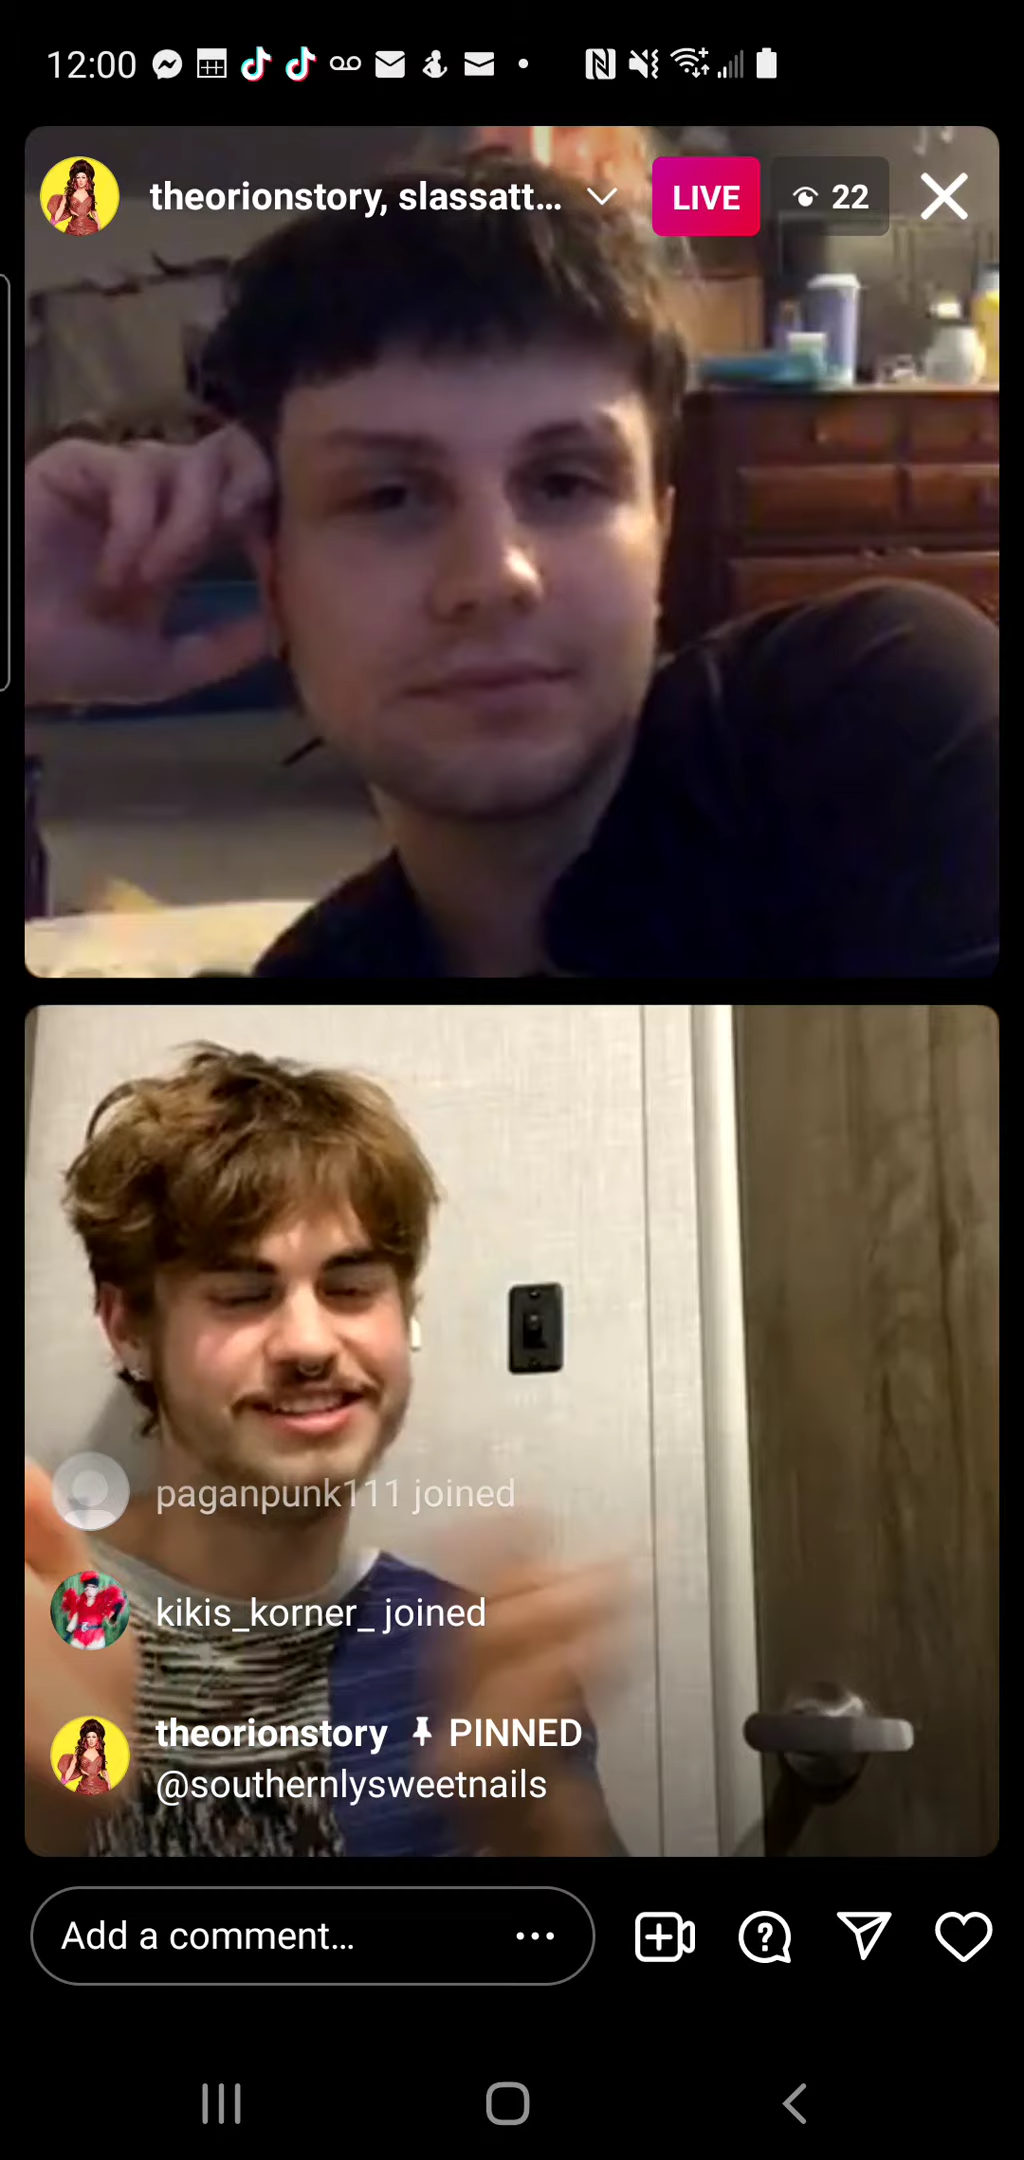 12:00
theorionstory, slassatt...
LIVE
22
paganpunk111 joined
kikis_korner_ joined
theorionstory PINNED
@southernlysweetnails
Add a comment...